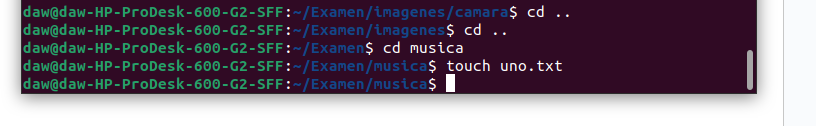 daw@daw-HP-ProDesk-600-G2-SFF:~/Examen/imagenes/camara$ cd ..
daw@daw-HP-ProDesk-600-G2-SFF:~/Examen/imagenes$ cd ..
daw@daw-HP-ProDesk-600-G2-SFF:~/Examen$ cd musica
daw@daw-HP-ProDesk-600-G2-SFF:~/Examen/musica$ touch uno.txt
daw@daw-HP-ProDesk-600-G2-SFF:~/Examen/musica$